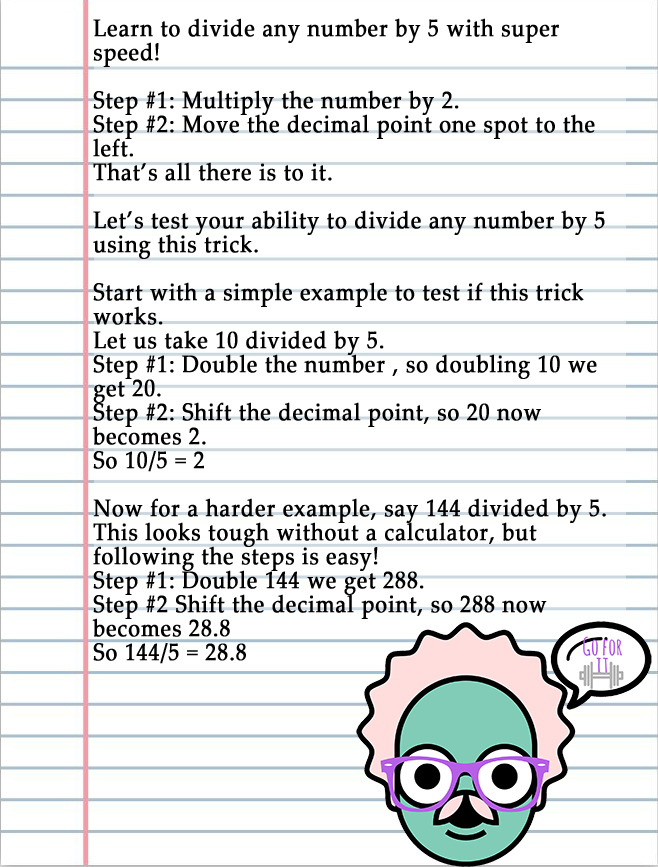 Learn to divide any number by 5 with super
speed!
Step #1: Multiply the number by 2.
Step #2: Move the decimal point one spot to the
left.
That's all there is to it.
Let's test your ability to divide any number by 5
using this trick.
Start with a simple example to test if this trick
works.
Let us take 10 divided by 5.
Step #1: Double the number , so doubling 10 we
get 20.
Step #2: Shift the decimal point, so 20 now
becomes 2.
So 10/5 = 2
Now for a harder example, say 144 divided by 5.
This looks tough without a calculator, but
following the steps is easy!
Step #1: Double 144 we get 288.
Step #2 Shift the decimal point, so 288 now
becomes 28.8
So 144/5 = 28.8
GO FOR
IT